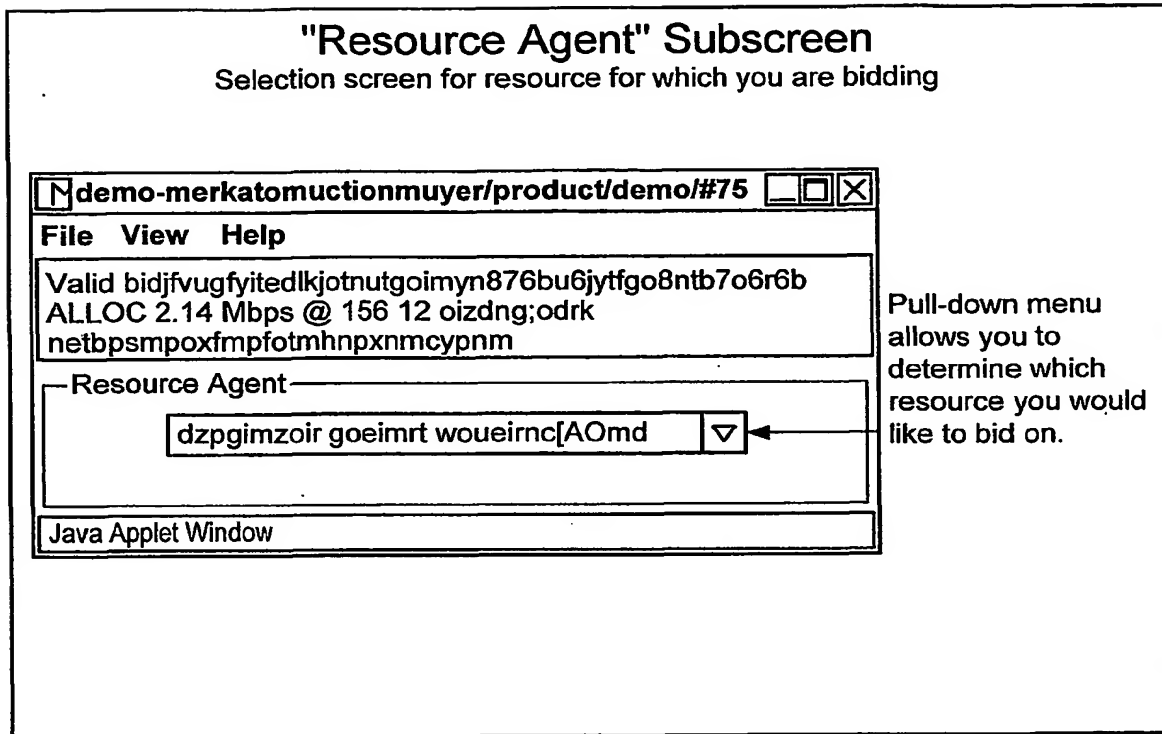 "Resource Agent" Subscreen
Selection screen for resource for which you are bidding
demo-merkatomuctionmuyer/product/demo/#75
File View Help
Valid bidjfvugfyitedlkjotnutgoimyn876bu6jytfgo8ntb7o6r6b
ALLOC 2.14 Mbps @ 156 12 oizdng;odrk
netbpsmpoxfmpfotmhnpxnmcypnm
Resource Agent
dzpgimzoir goeimrt woueirnc[AOmd
Java Applet Window
Pull-down menu
allows you to
determine which
resource you would
like to bid on.